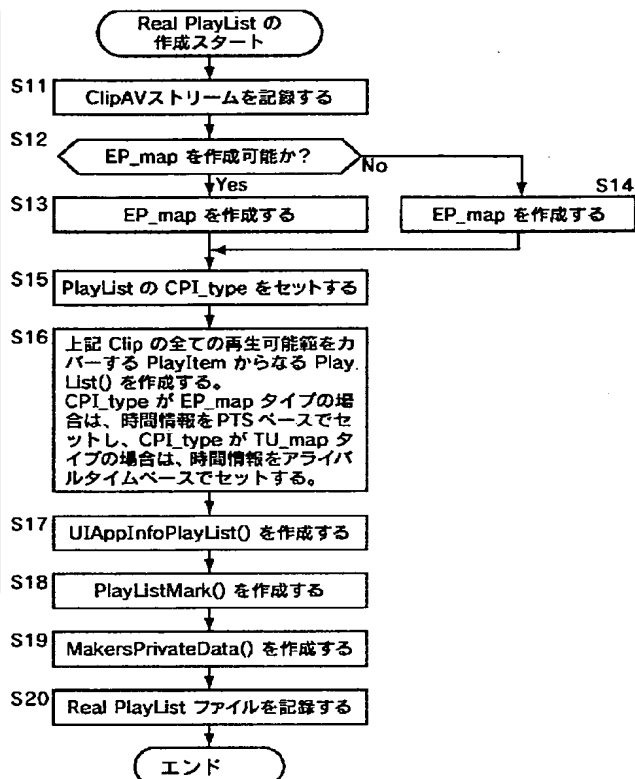 Real PlayList の
作成スタート
S11
ClipAVストリームを記録する
S12
EP_map を作成可能か?
No
Yes
S13
EP_map を作成する
S14
EP_map を作成する
S15
PlayList の CPI_type をセットする
S16
上記 Clip の全ての再生可能範をカ
バーする PlayItem からなる Play.
List() を作成する。
CPI_type が EP_map タイプの場
合は、時間情報をPTS ベースでセ
ットし、CPI_type が TU_map タ
イプの場合は、時間情報をアライバ
ルタイムベースでセットする。
S17
UIAppInfoPlayList() を作成する
S18
PlayListMark() を作成する
S19
MakersPrivateData() を作成する
S20
Real PlayList ファイルを記録する
エンド